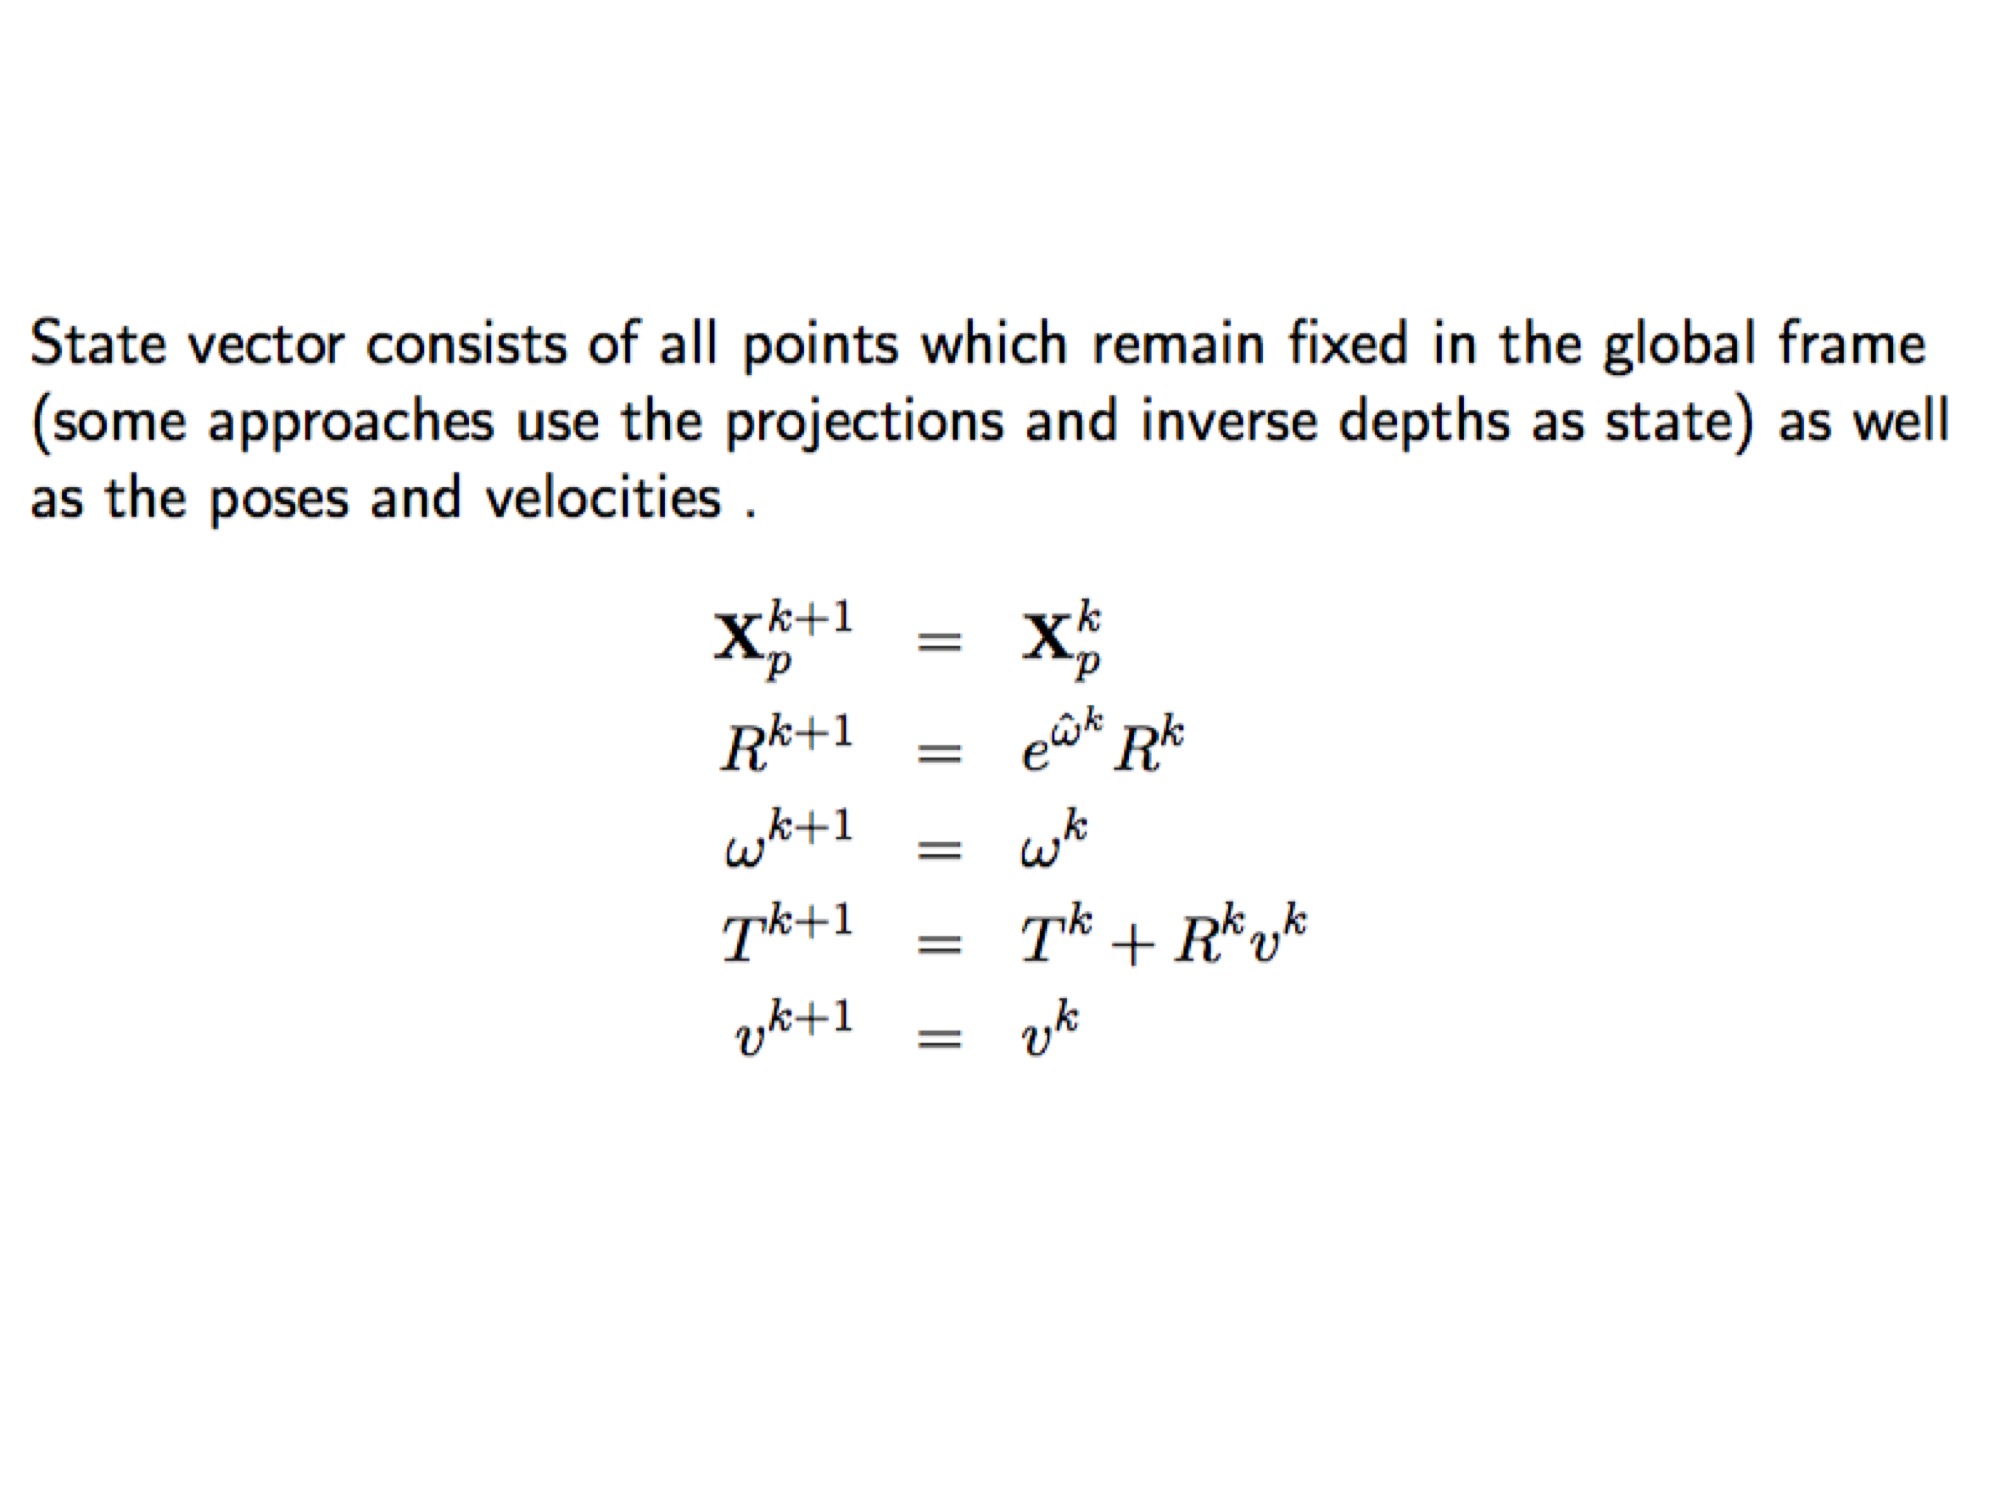 State vector consists of all points which remain fixed in the global frame
(some approaches use the projections and inverse depths as state) as well
as the poses and velocities .
$\mathbf{X}_p^{k+1} = \mathbf{X}_p^k$
$R^{k+1} = e^{\hat{\omega}^k} R^k$
$\omega^{k+1} = \omega^k$
$T^{k+1} = T^k + R^k v^k$
$v^{k+1} = v^k$